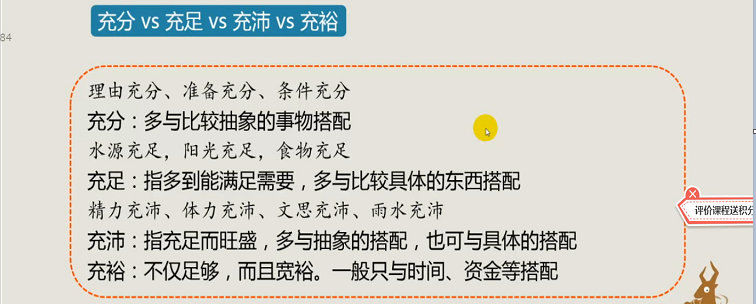 充分 vs 充足 vs 充沛 vs 充裕
84
理由充分、准备充分、条件充分
充分：多与比较抽象的事物搭配
水源充足，阳光充足，食物充足
充足：指多到能满足需要，多与比较具体的东西搭配
精力充沛、体力充沛、文思充沛、雨水充沛
充沛：指充足而旺盛，多与抽象的搭配，也可与具体的搭配
充裕：不仅足够，而且宽裕。一般只与时间、资金等搭配
评价课程送积分